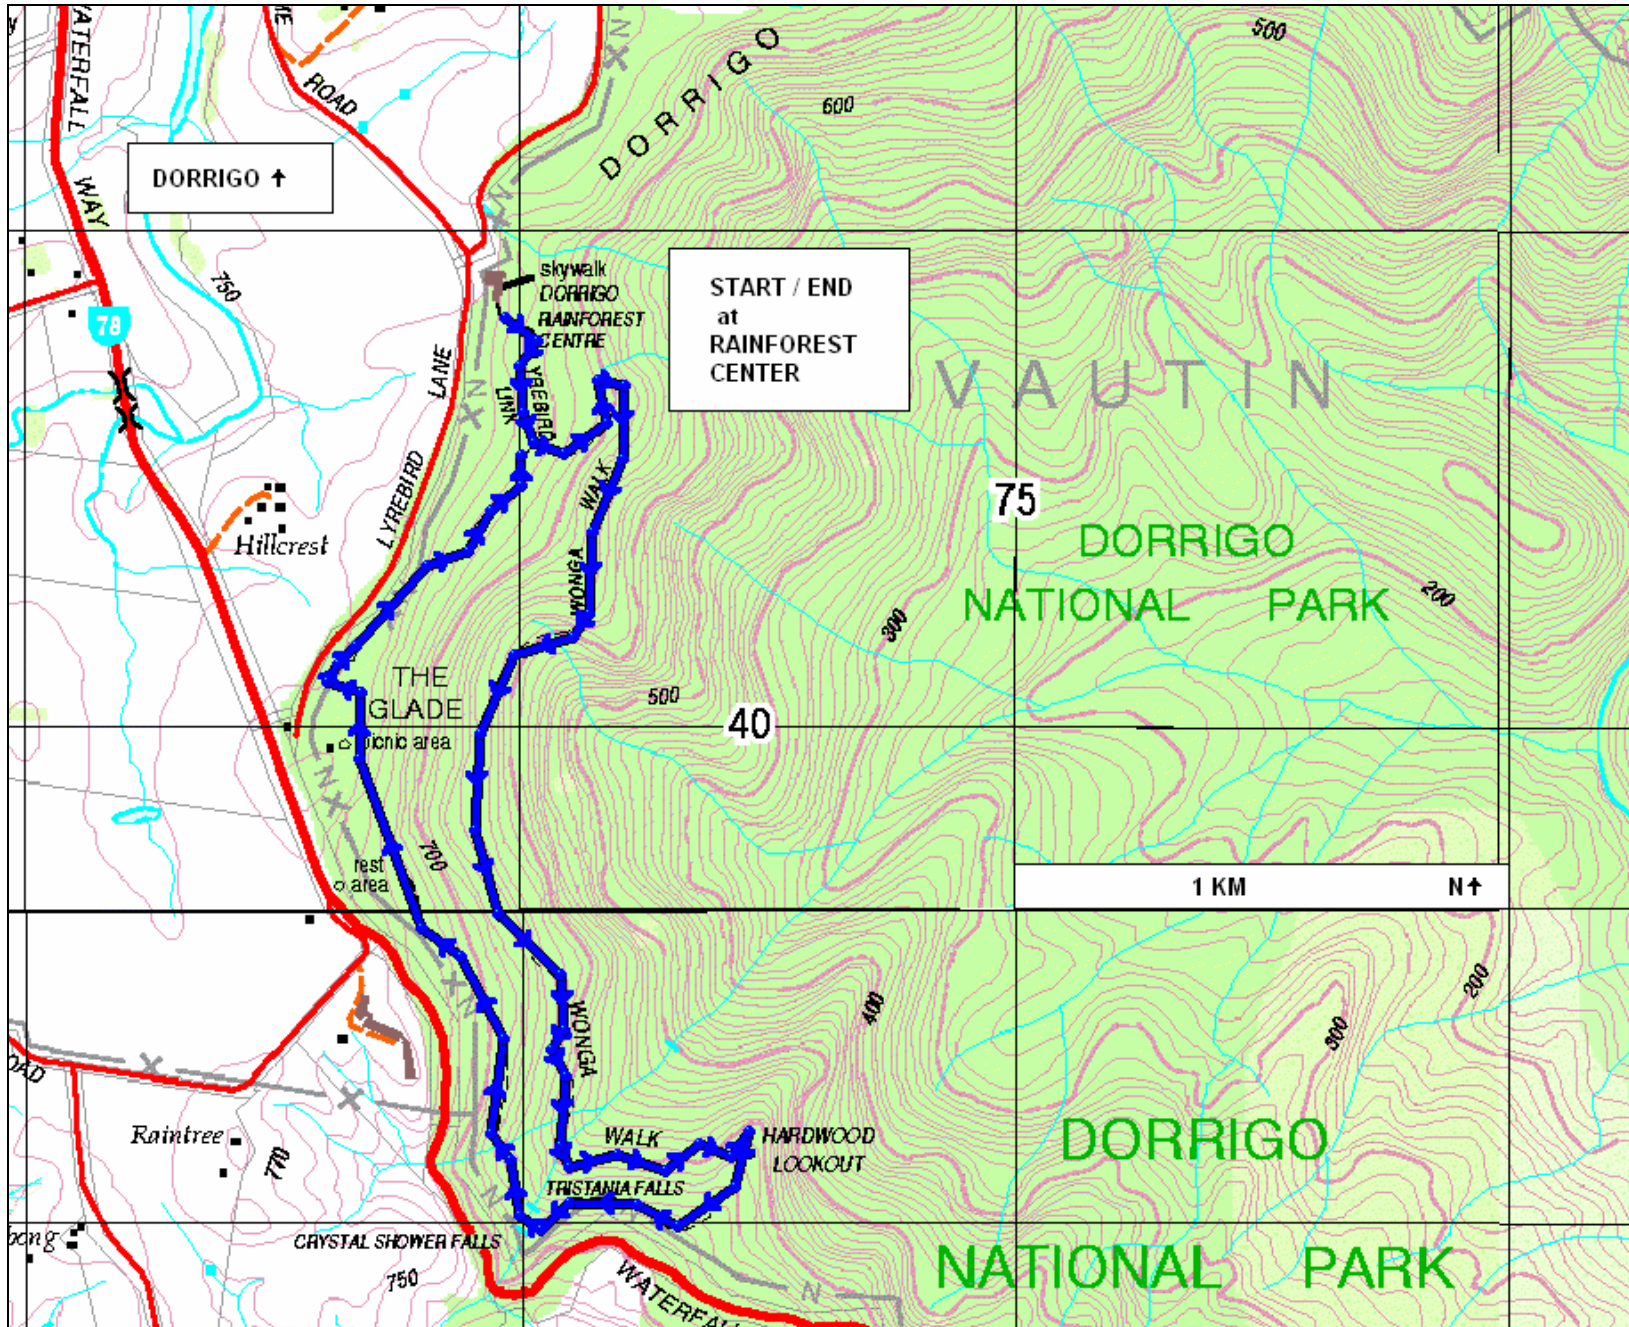 WATERFALL
WAY
ROAD
DORRIGO ↑
DORRIGO
500
600
750
78
skywalk
DORRIGO
RAINFOREST
CENTRE
START / END
at
RAINFOREST
CENTER
VAUTIN
LYREBIRD LANE
YREBIRD
LINK
WONGA WALK
75
DORRIGO
NATIONAL PARK
Hillcrest
200
300
THE
GLADE
picnic area
500
40
700
rest
area
1 KM N↑
400
200
300
WONGA
WALK
HARDWOOD
LOOKOUT
TRISTANIA FALLS
CRYSTAL SHOWER FALLS
OAD
Raintree
770
DORRIGO
NATIONAL PARK
750
WATERFAL